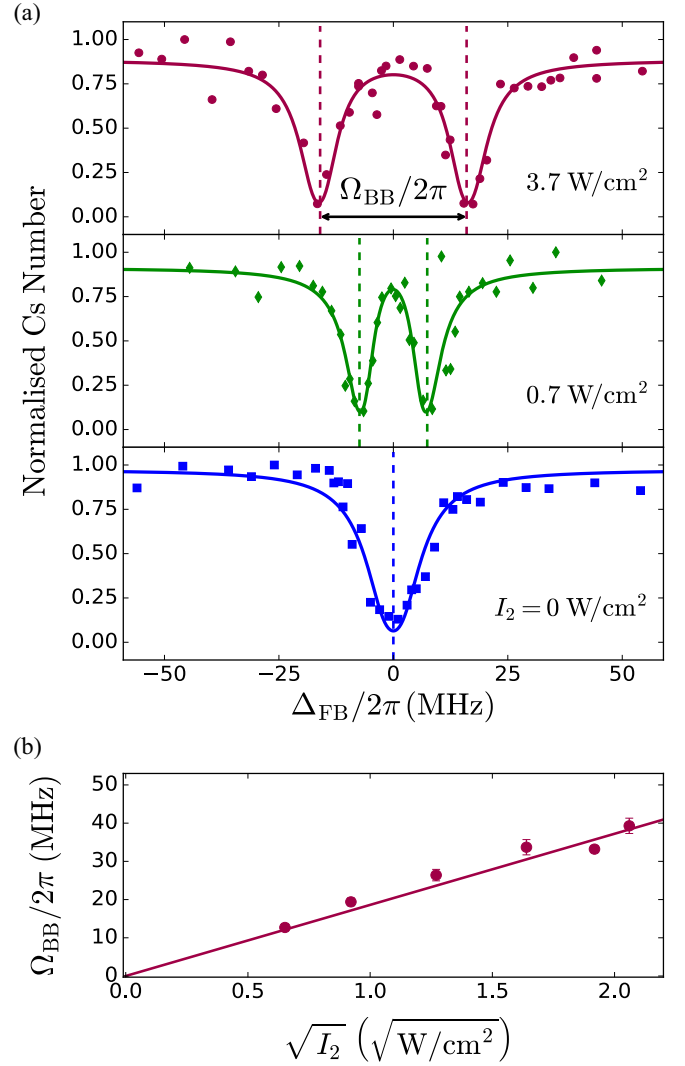 (a)
Normalised Cs Number
1.00
0.75
0.50
0.25
0.00
Ω_BB/2π
3.7 W/cm²
1.00
0.75
0.50
0.25
0.00
0.7 W/cm²
1.00
0.75
0.50
0.25
0.00
I₂ = 0 W/cm²
−50 −25 0 25 50
Δ_FB/2π (MHz)
(b)
Ω_BB/2π (MHz)
50
40
30
20
10
0
0.0 0.5 1.0 1.5 2.0
√I₂ (√W/cm²)